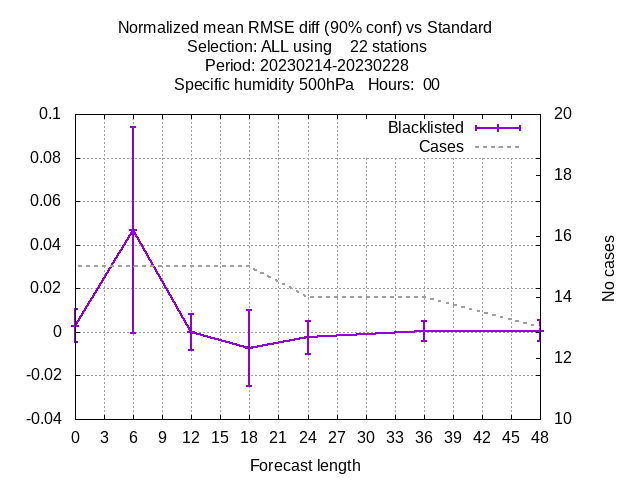 Normalized mean RMSE diff (90% conf) vs Standard
Selection: ALL using    22 stations
Period: 20230214-20230228
Specific humidity 500hPa   Hours:  00
0.1
0.08
0.06
0.04
0.02
0
-0.02
-0.04
Blacklisted
Cases
20
18
16
14
12
10
No cases
0 3 6 9 12 15 18 21 24 27 30 33 36 39 42 45 48
Forecast length